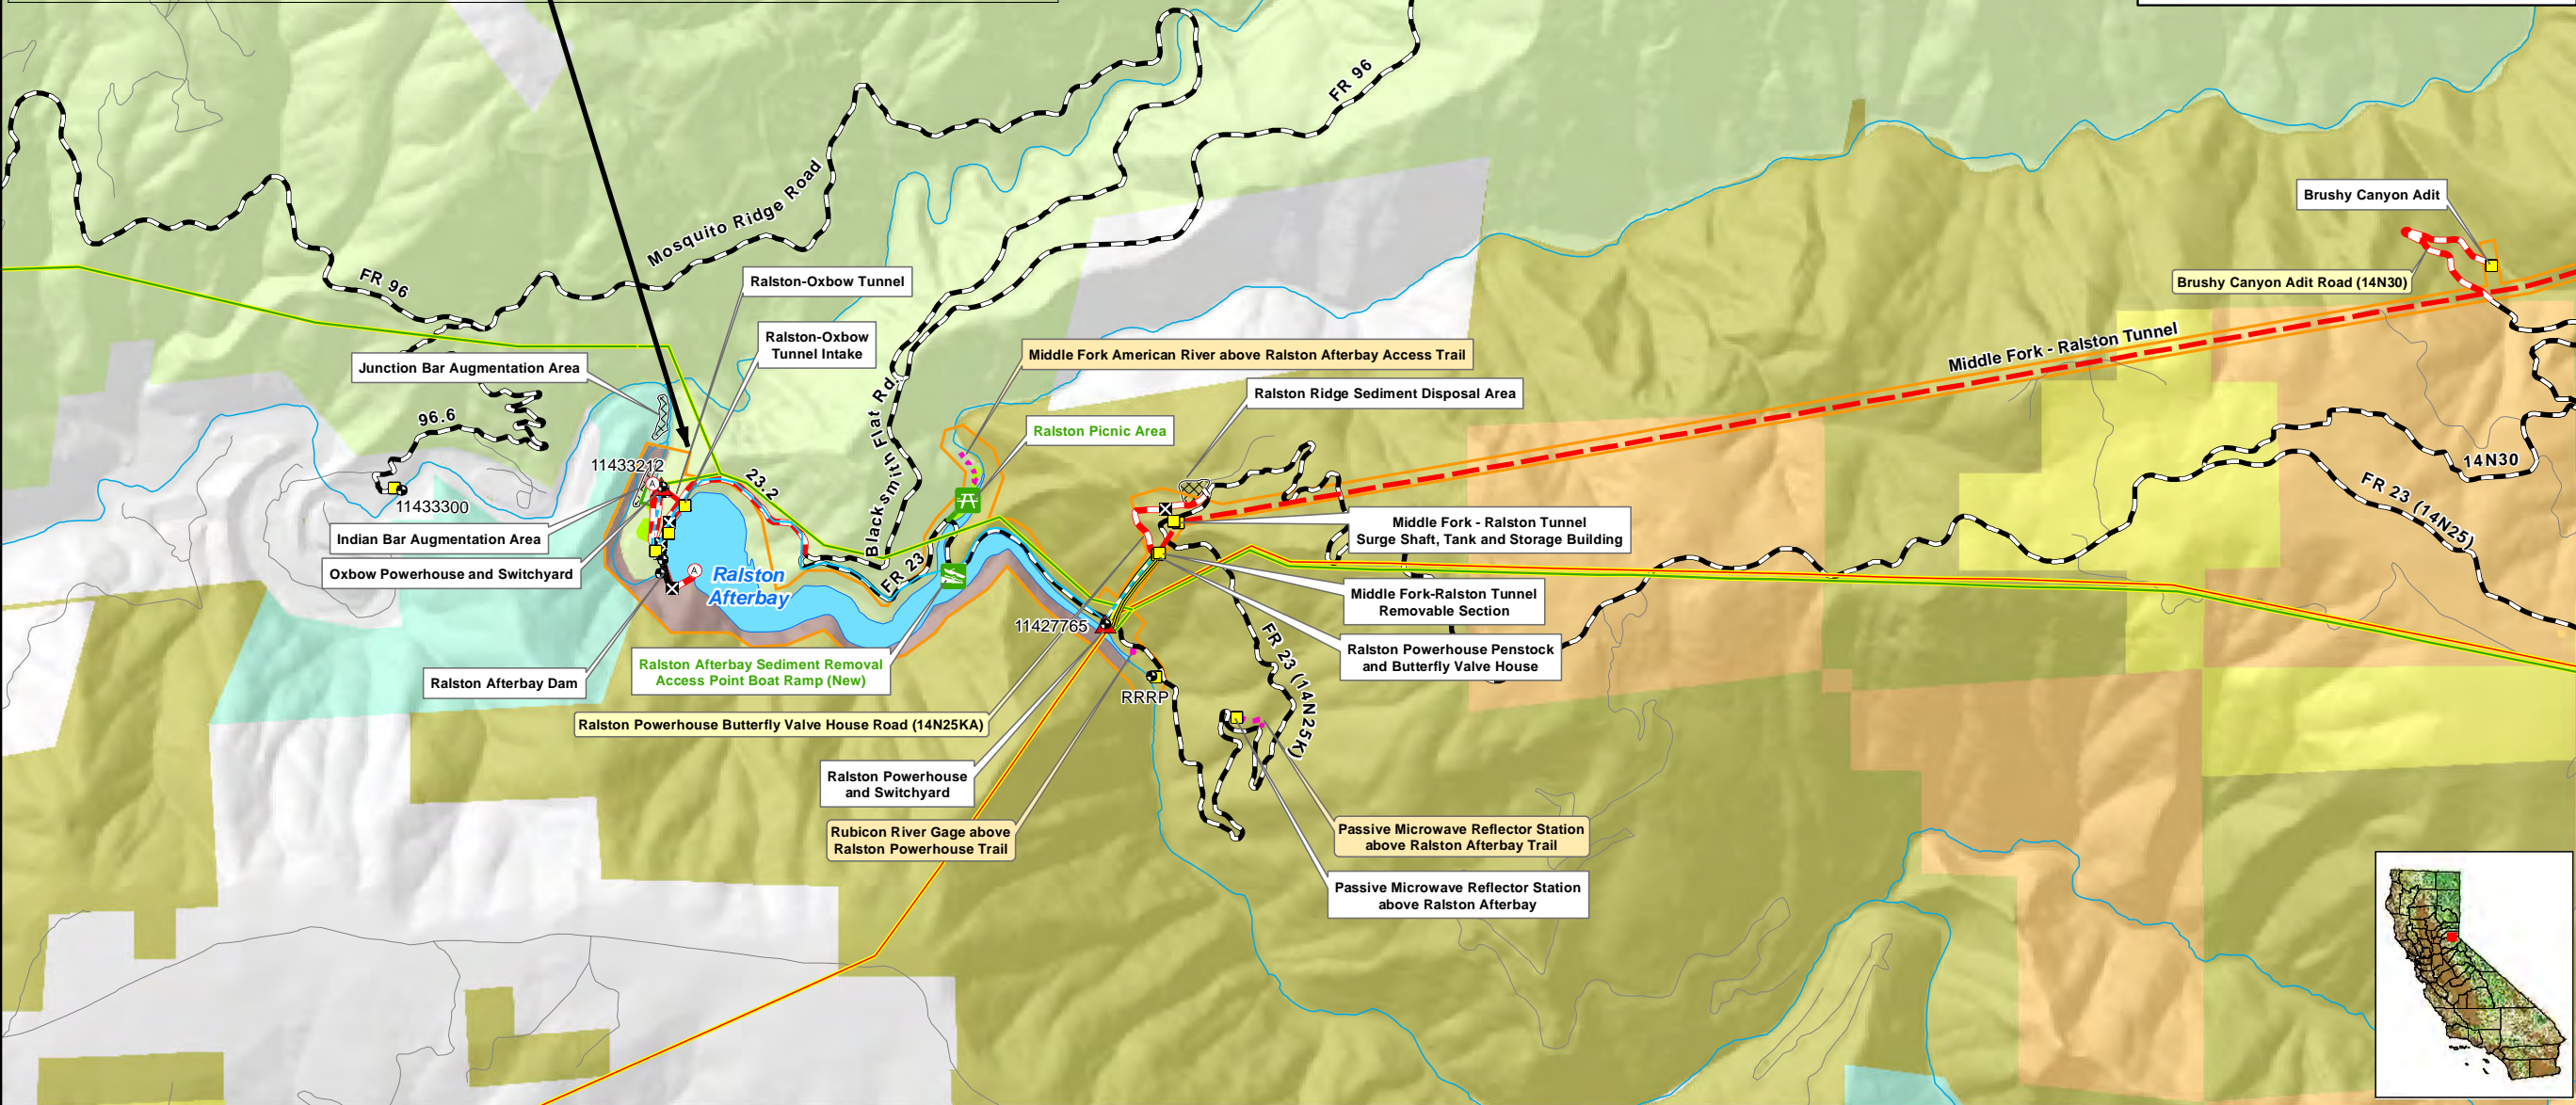 FR 96
Mosquito Ridge Road
Brushy Canyon Adit
FR 96
Ralston-Oxbow Tunnel
Brushy Canyon Adit Road (14N30)
Ralston-Oxbow
Tunnel Intake
Middle Fork - Ralston Tunnel
Middle Fork American River above Ralston Afterbay Access Trail
Junction Bar Augmentation Area
Ralston Ridge Sediment Disposal Area
96.6
Blacksmith Flat Rd.
Ralston Picnic Area
11433212
A
23.2
14N30
FR 23 (14N25)
11433300
Indian Bar Augmentation Area
Middle Fork - Ralston Tunnel
Surge Shaft, Tank and Storage Building
Oxbow Powerhouse and Switchyard
A
Ralston
Afterbay
FR 23
Middle Fork-Ralston Tunnel
Removable Section
11427765
Ralston Powerhouse Penstock
and Butterfly Valve House
FR 23 (14N25K)
Ralston Afterbay Sediment Removal
Access Point Boat Ramp (New)
Ralston Afterbay Dam
RRRP
Ralston Powerhouse Butterfly Valve House Road (14N25KA)
Ralston Powerhouse
and Switchyard
Rubicon River Gage above
Ralston Powerhouse Trail
Passive Microwave Reflector Station
above Ralston Afterbay Trail
Passive Microwave Reflector Station
above Ralston Afterbay